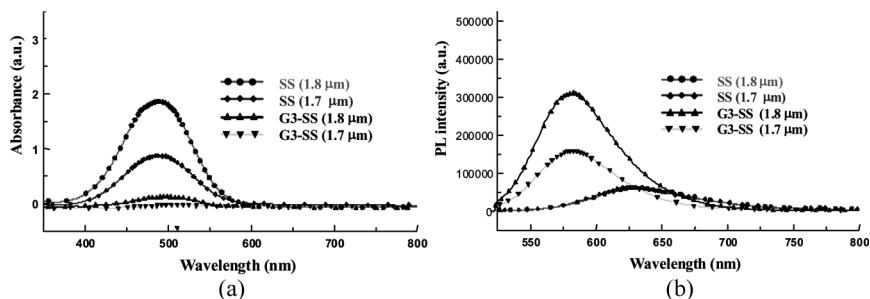 Absorbance (a.u.)
3
2
1
0
400
500
600
700
800
Wavelength (nm)
SS (1.8 μm)
SS (1.7 μm)
G3-SS (1.8 μm)
G3-SS (1.7 μm)
(a)
PL intensity (a.u.)
500000
400000
300000
200000
100000
0
550
600
650
700
750
800
Wavelength (nm)
SS (1.8 μm)
SS (1.7 μm)
G3-SS (1.8 μm)
G3-SS (1.7 μm)
(b)